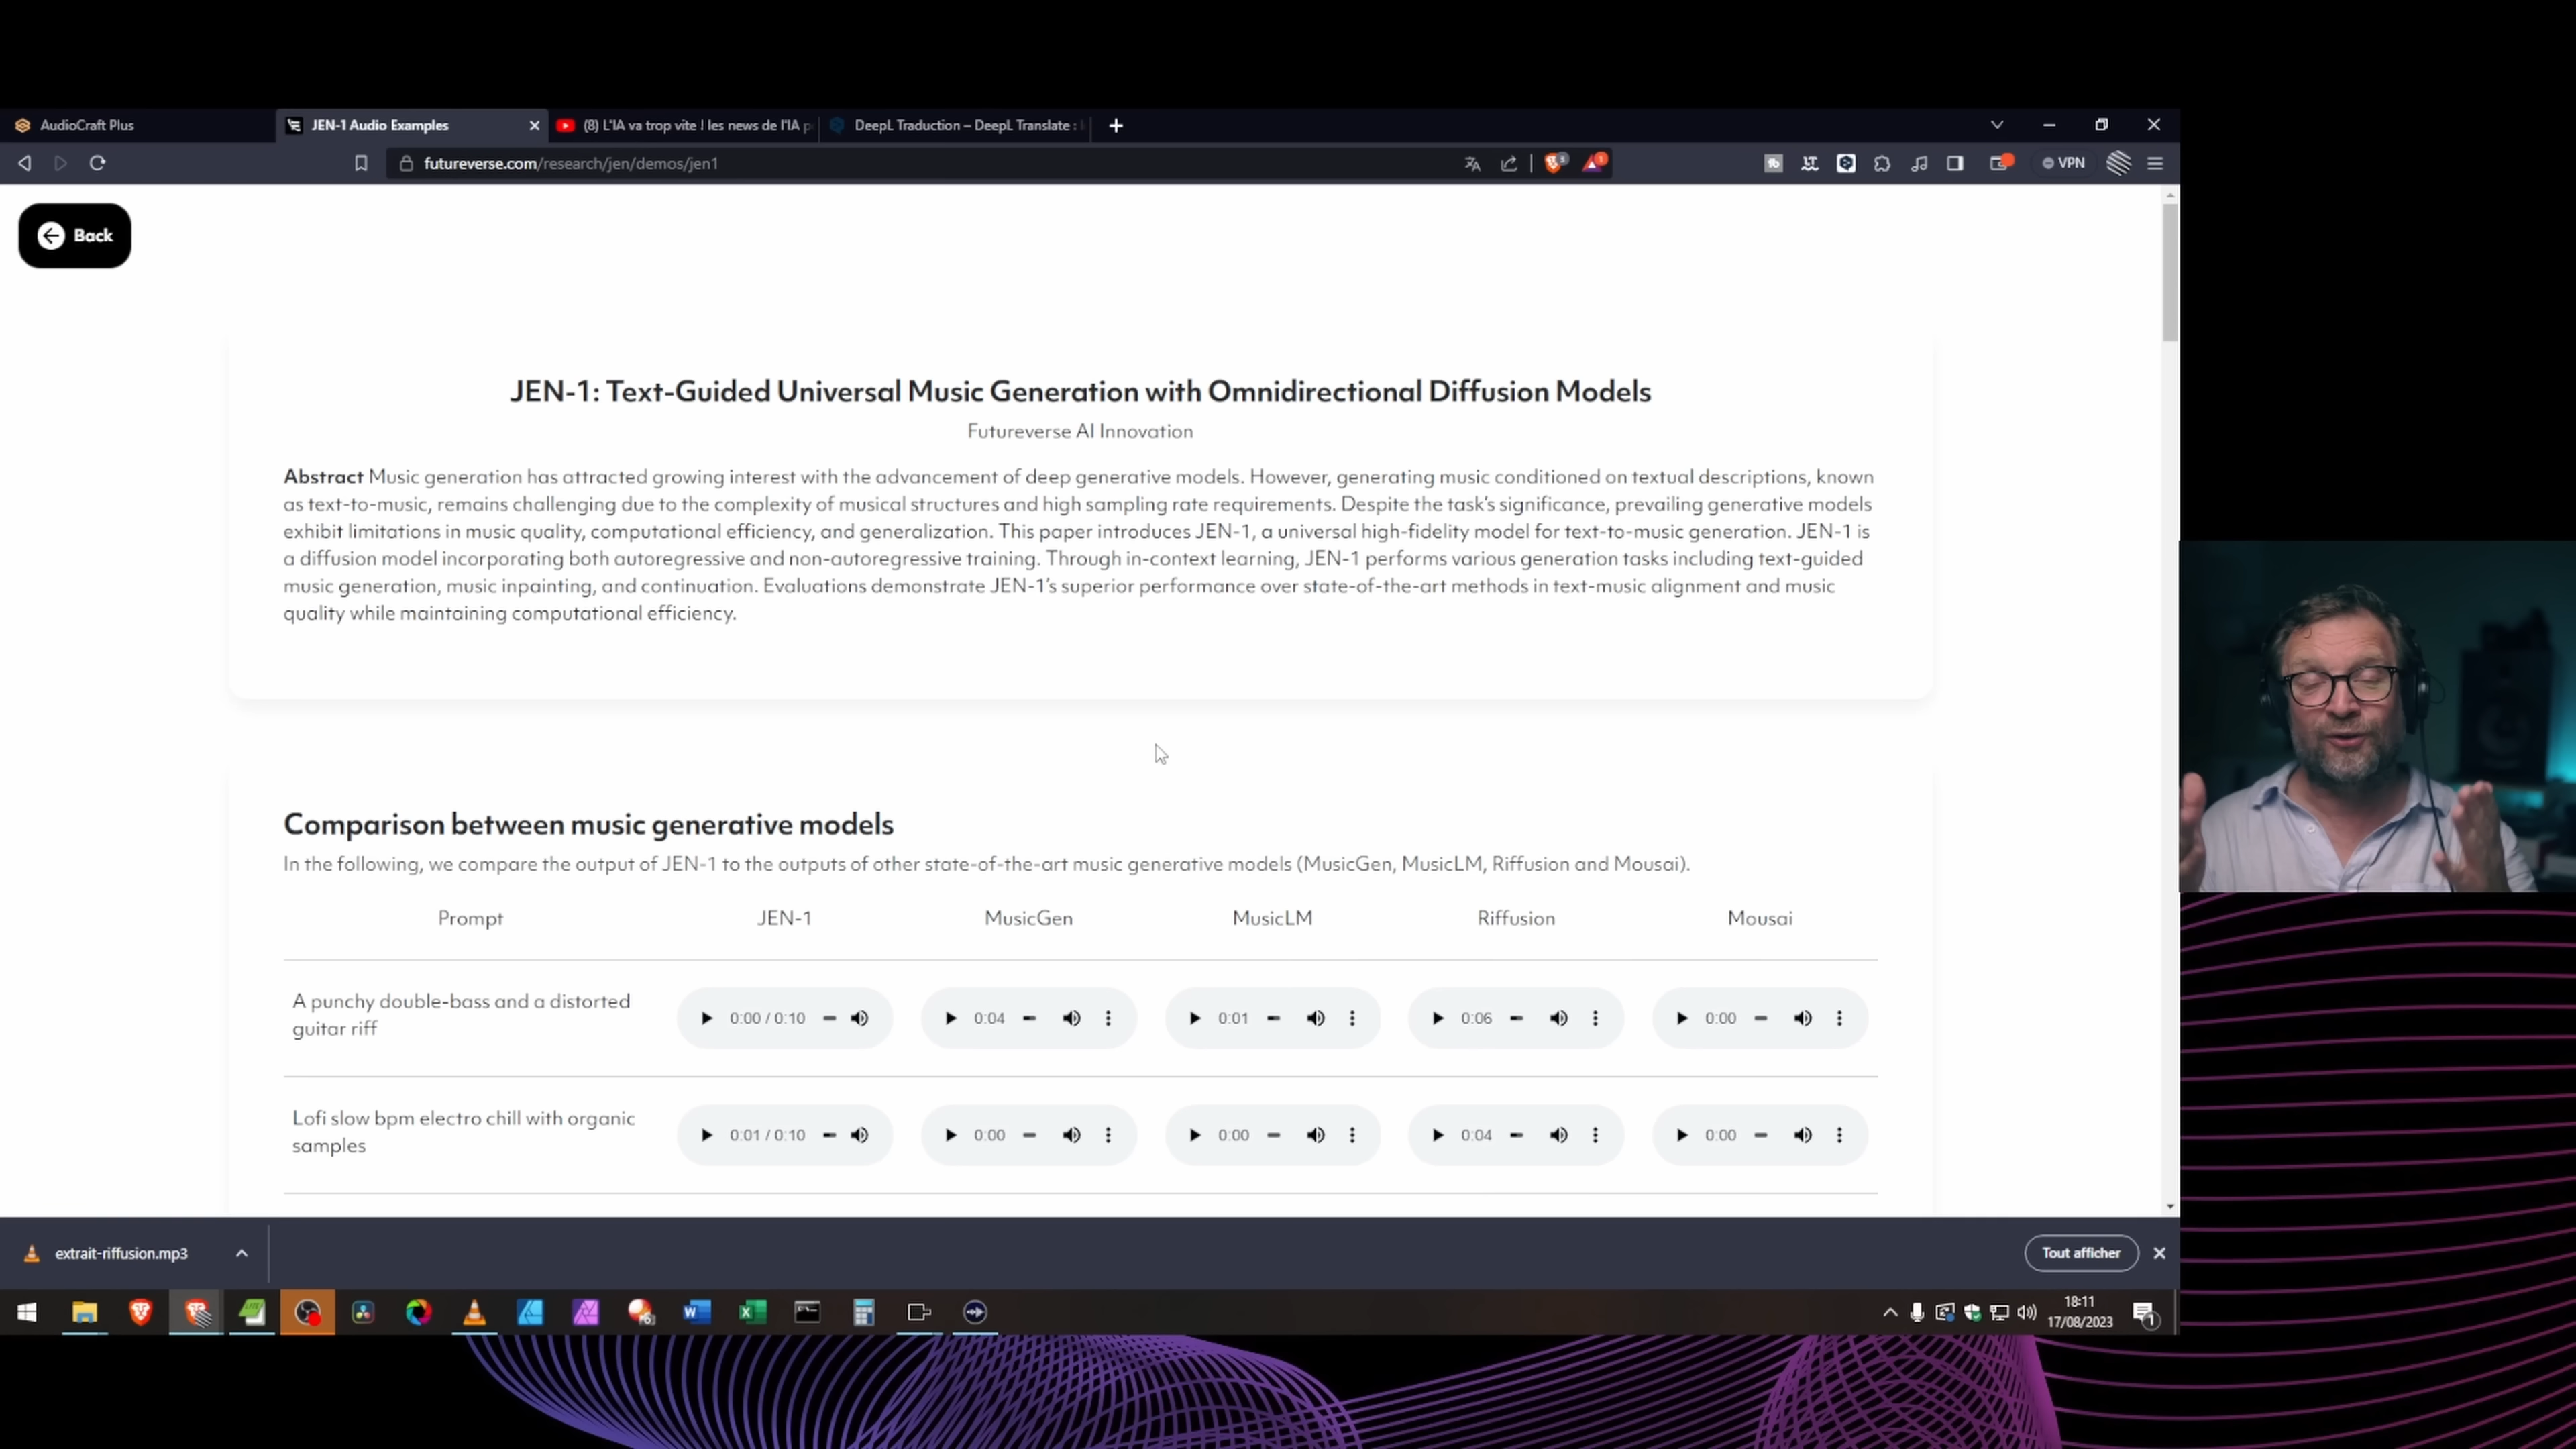 AudioCraft Plus
JEN-1 Audio Examples
(8) L'IA va trop vite ! les news de l'IA p
DeepL Traduction – DeepL Translate :
futureverse.com/research/jen/demos/jen1
VPN
Back
JEN-1: Text-Guided Universal Music Generation with Omnidirectional Diffusion Models
Futureverse AI Innovation
Abstract Music generation has attracted growing interest with the advancement of deep generative models. However, generating music conditioned on textual descriptions, known
as text-to-music, remains challenging due to the complexity of musical structures and high sampling rate requirements. Despite the task's significance, prevailing generative models
exhibit limitations in music quality, computational efficiency, and generalization. This paper introduces JEN-1, a universal high-fidelity model for text-to-music generation. JEN-1 is
a diffusion model incorporating both autoregressive and non-autoregressive training. Through in-context learning, JEN-1 performs various generation tasks including text-guided
music generation, music inpainting, and continuation. Evaluations demonstrate JEN-1's superior performance over state-of-the-art methods in text-music alignment and music
quality while maintaining computational efficiency.
Comparison between music generative models
In the following, we compare the output of JEN-1 to the outputs of other state-of-the-art music generative models (MusicGen, MusicLM, Riffusion and Mousai).
Prompt JEN-1 MusicGen MusicLM Riffusion Mousai
A punchy double-bass and a distorted
guitar riff
0:00 / 0:10 0:04 0:01 0:06 0:00
Lofi slow bpm electro chill with organic
samples
0:01 / 0:10 0:00 0:00 0:04 0:00
extrait-riffusion.mp3
Tout afficher
18:11
17/08/2023